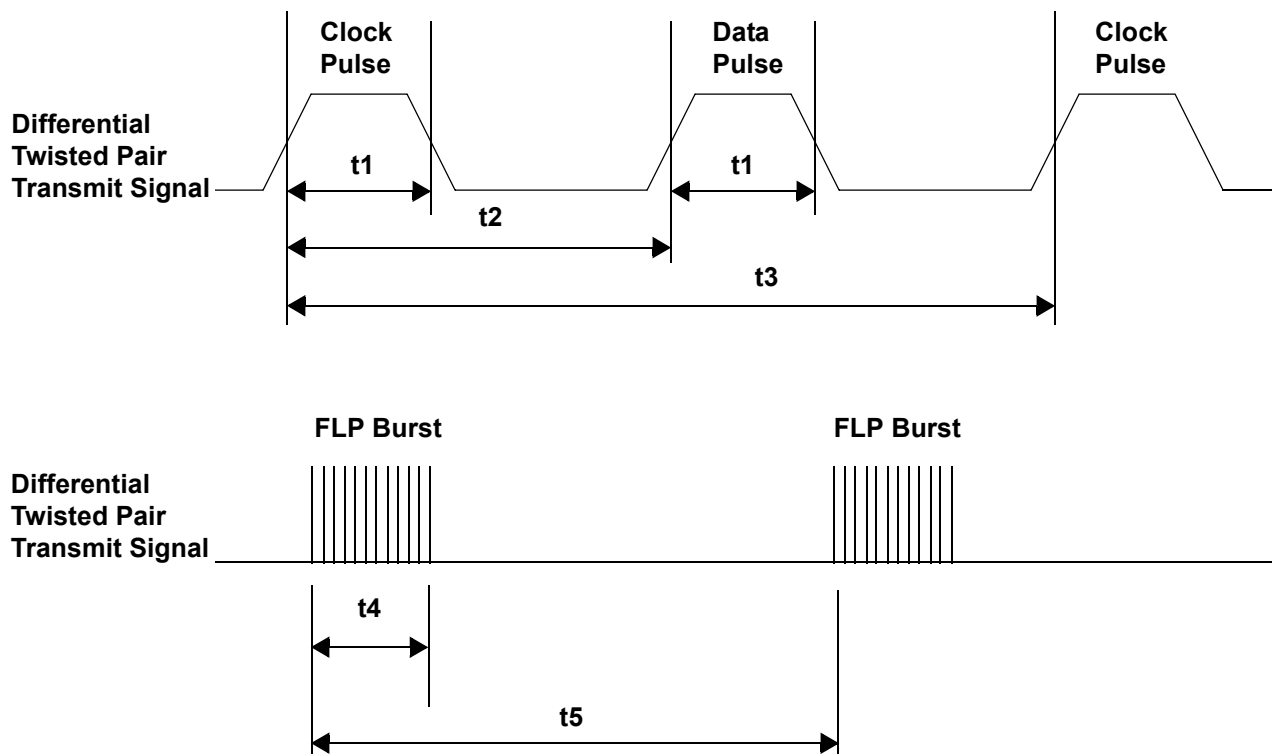 Clock
Pulse
Data
Pulse
Clock
Pulse
Differential
Twisted Pair
Transmit Signal
t1
t1
t2
t3
FLP Burst
FLP Burst
Differential
Twisted Pair
Transmit Signal
t4
t5